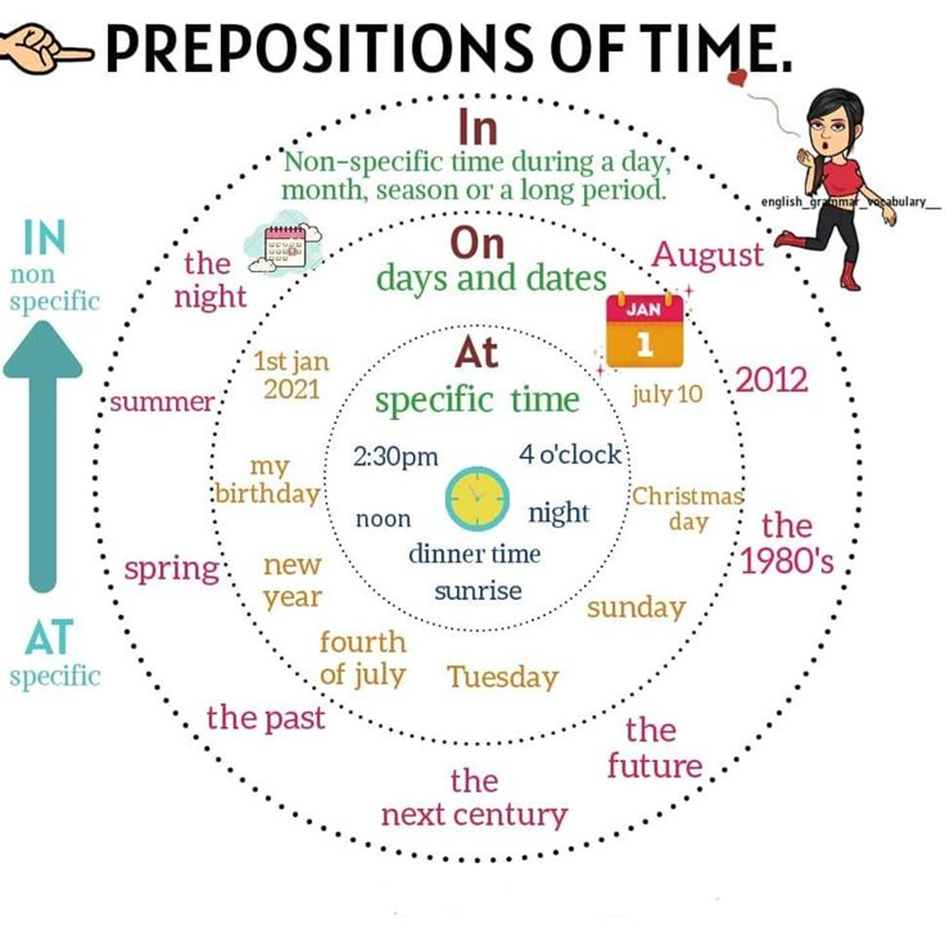 PREPOSITIONS OF TIME.
In
Non-specific time during a day,
month, season or a long period.
english_grammar_vocabulary__
IN
non
specific
AT
specific
the
night
August
summer
2012
spring
the
1980's
the past
the
future
the
next century
On
days and dates
JAN
1
1st jan
2021
july 10
my
birthday
Christmas
day
new
year
sunday
fourth
of july
Tuesday
At
specific time
2:30pm
4 o'clock
noon
night
dinner time
sunrise